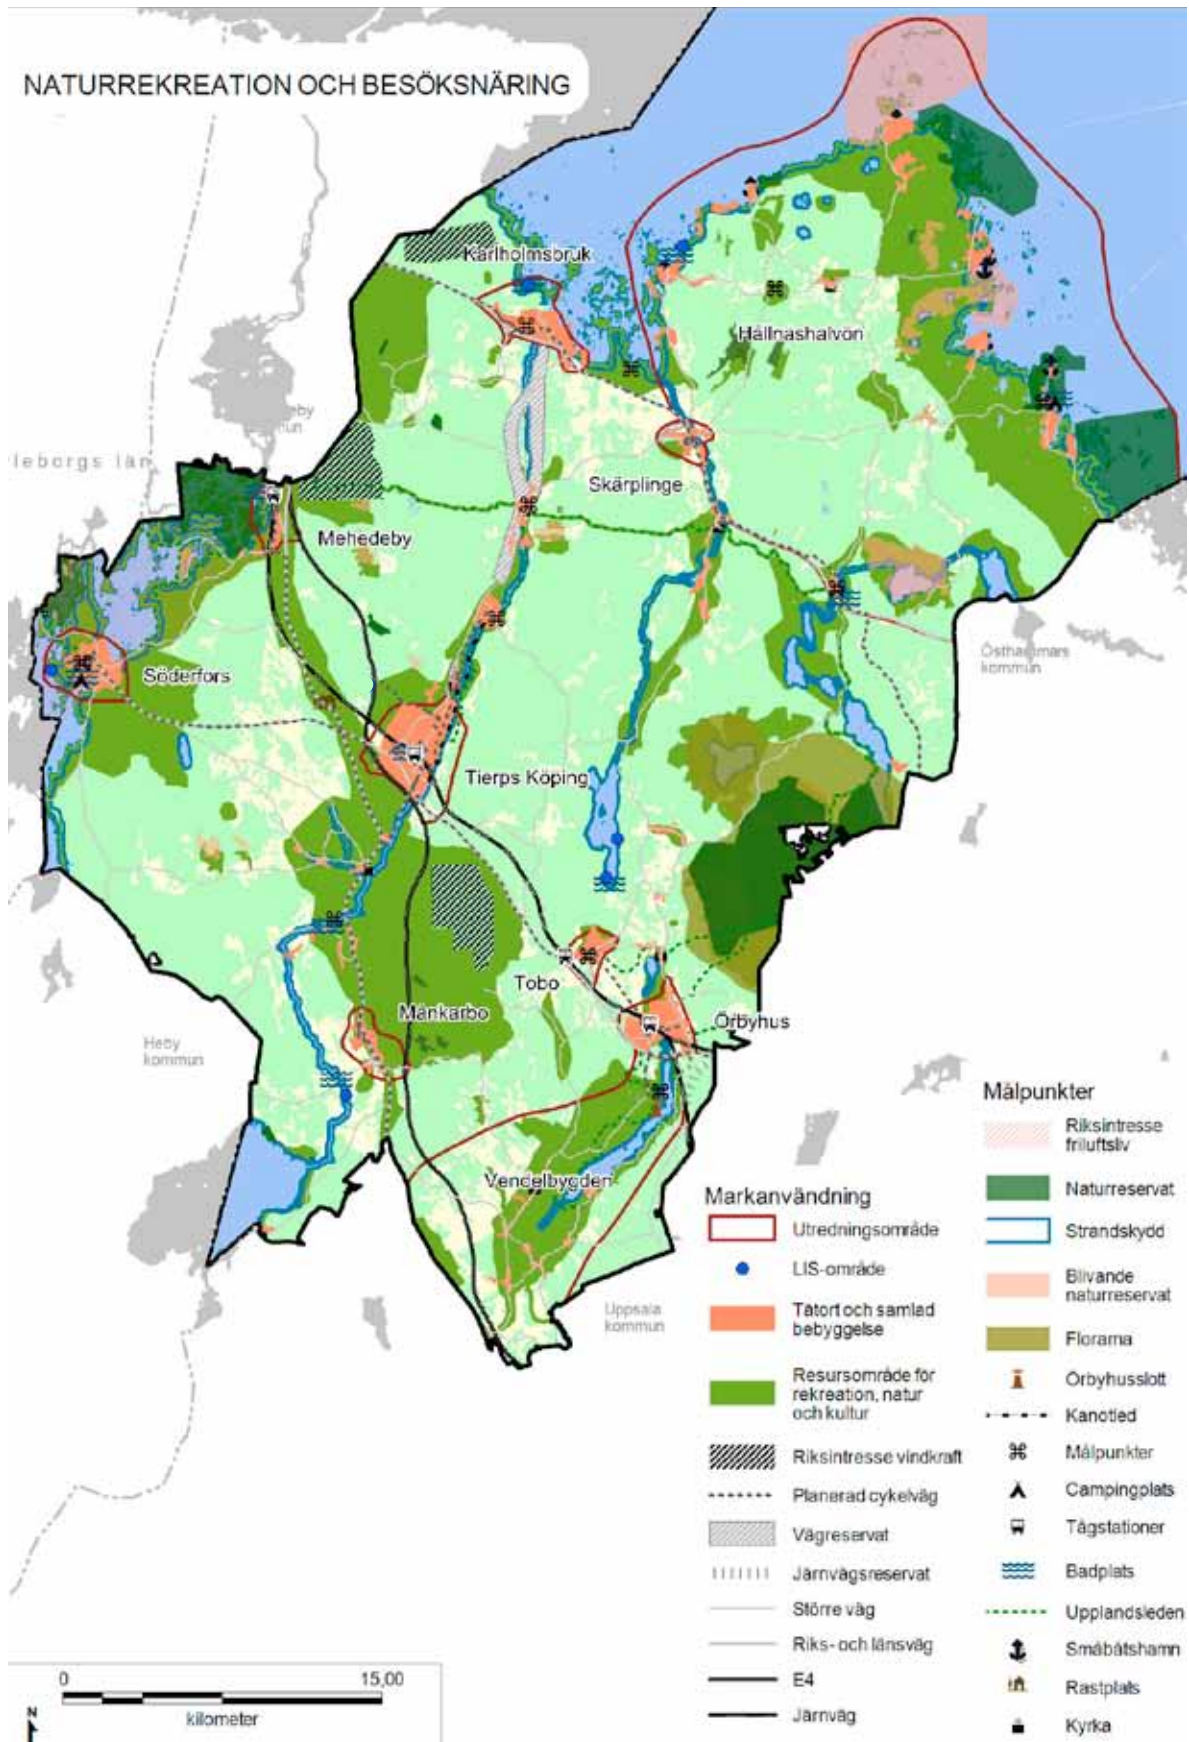 NATURREKREATION OCH BESÖKSNÄRING
Karlholmsbruk
Hållnashalvön
leborgs län
Skärplinge
Mehedeby
Östhammars
kommun
Söderfors
Tierps Köping
Tobo
Månkarbo
Örbyhus
Heby
kommun
Vendelbygden
Uppsala
kommun
Markanvändning
Utredningsområde
LIS-område
Tätort och samlad
bebyggelse
Resursområde för
rekreation, natur
och kultur
Riksintresse vindkraft
Planerad cykelväg
Vägreservat
Järnvägsreservat
Större väg
Riks- och länsväg
E4
Järnväg
Målpunkter
Riksintresse
friluftsliv
Naturreservat
Strandskydd
Blivande
naturreservat
Florarna
Örbyhusslott
Kanotled
Målpunkter
Campingplats
Tågstationer
Badplats
Upplandsleden
Småbåtshamn
Rastplats
Kyrka
0 15,00
kilometer
N